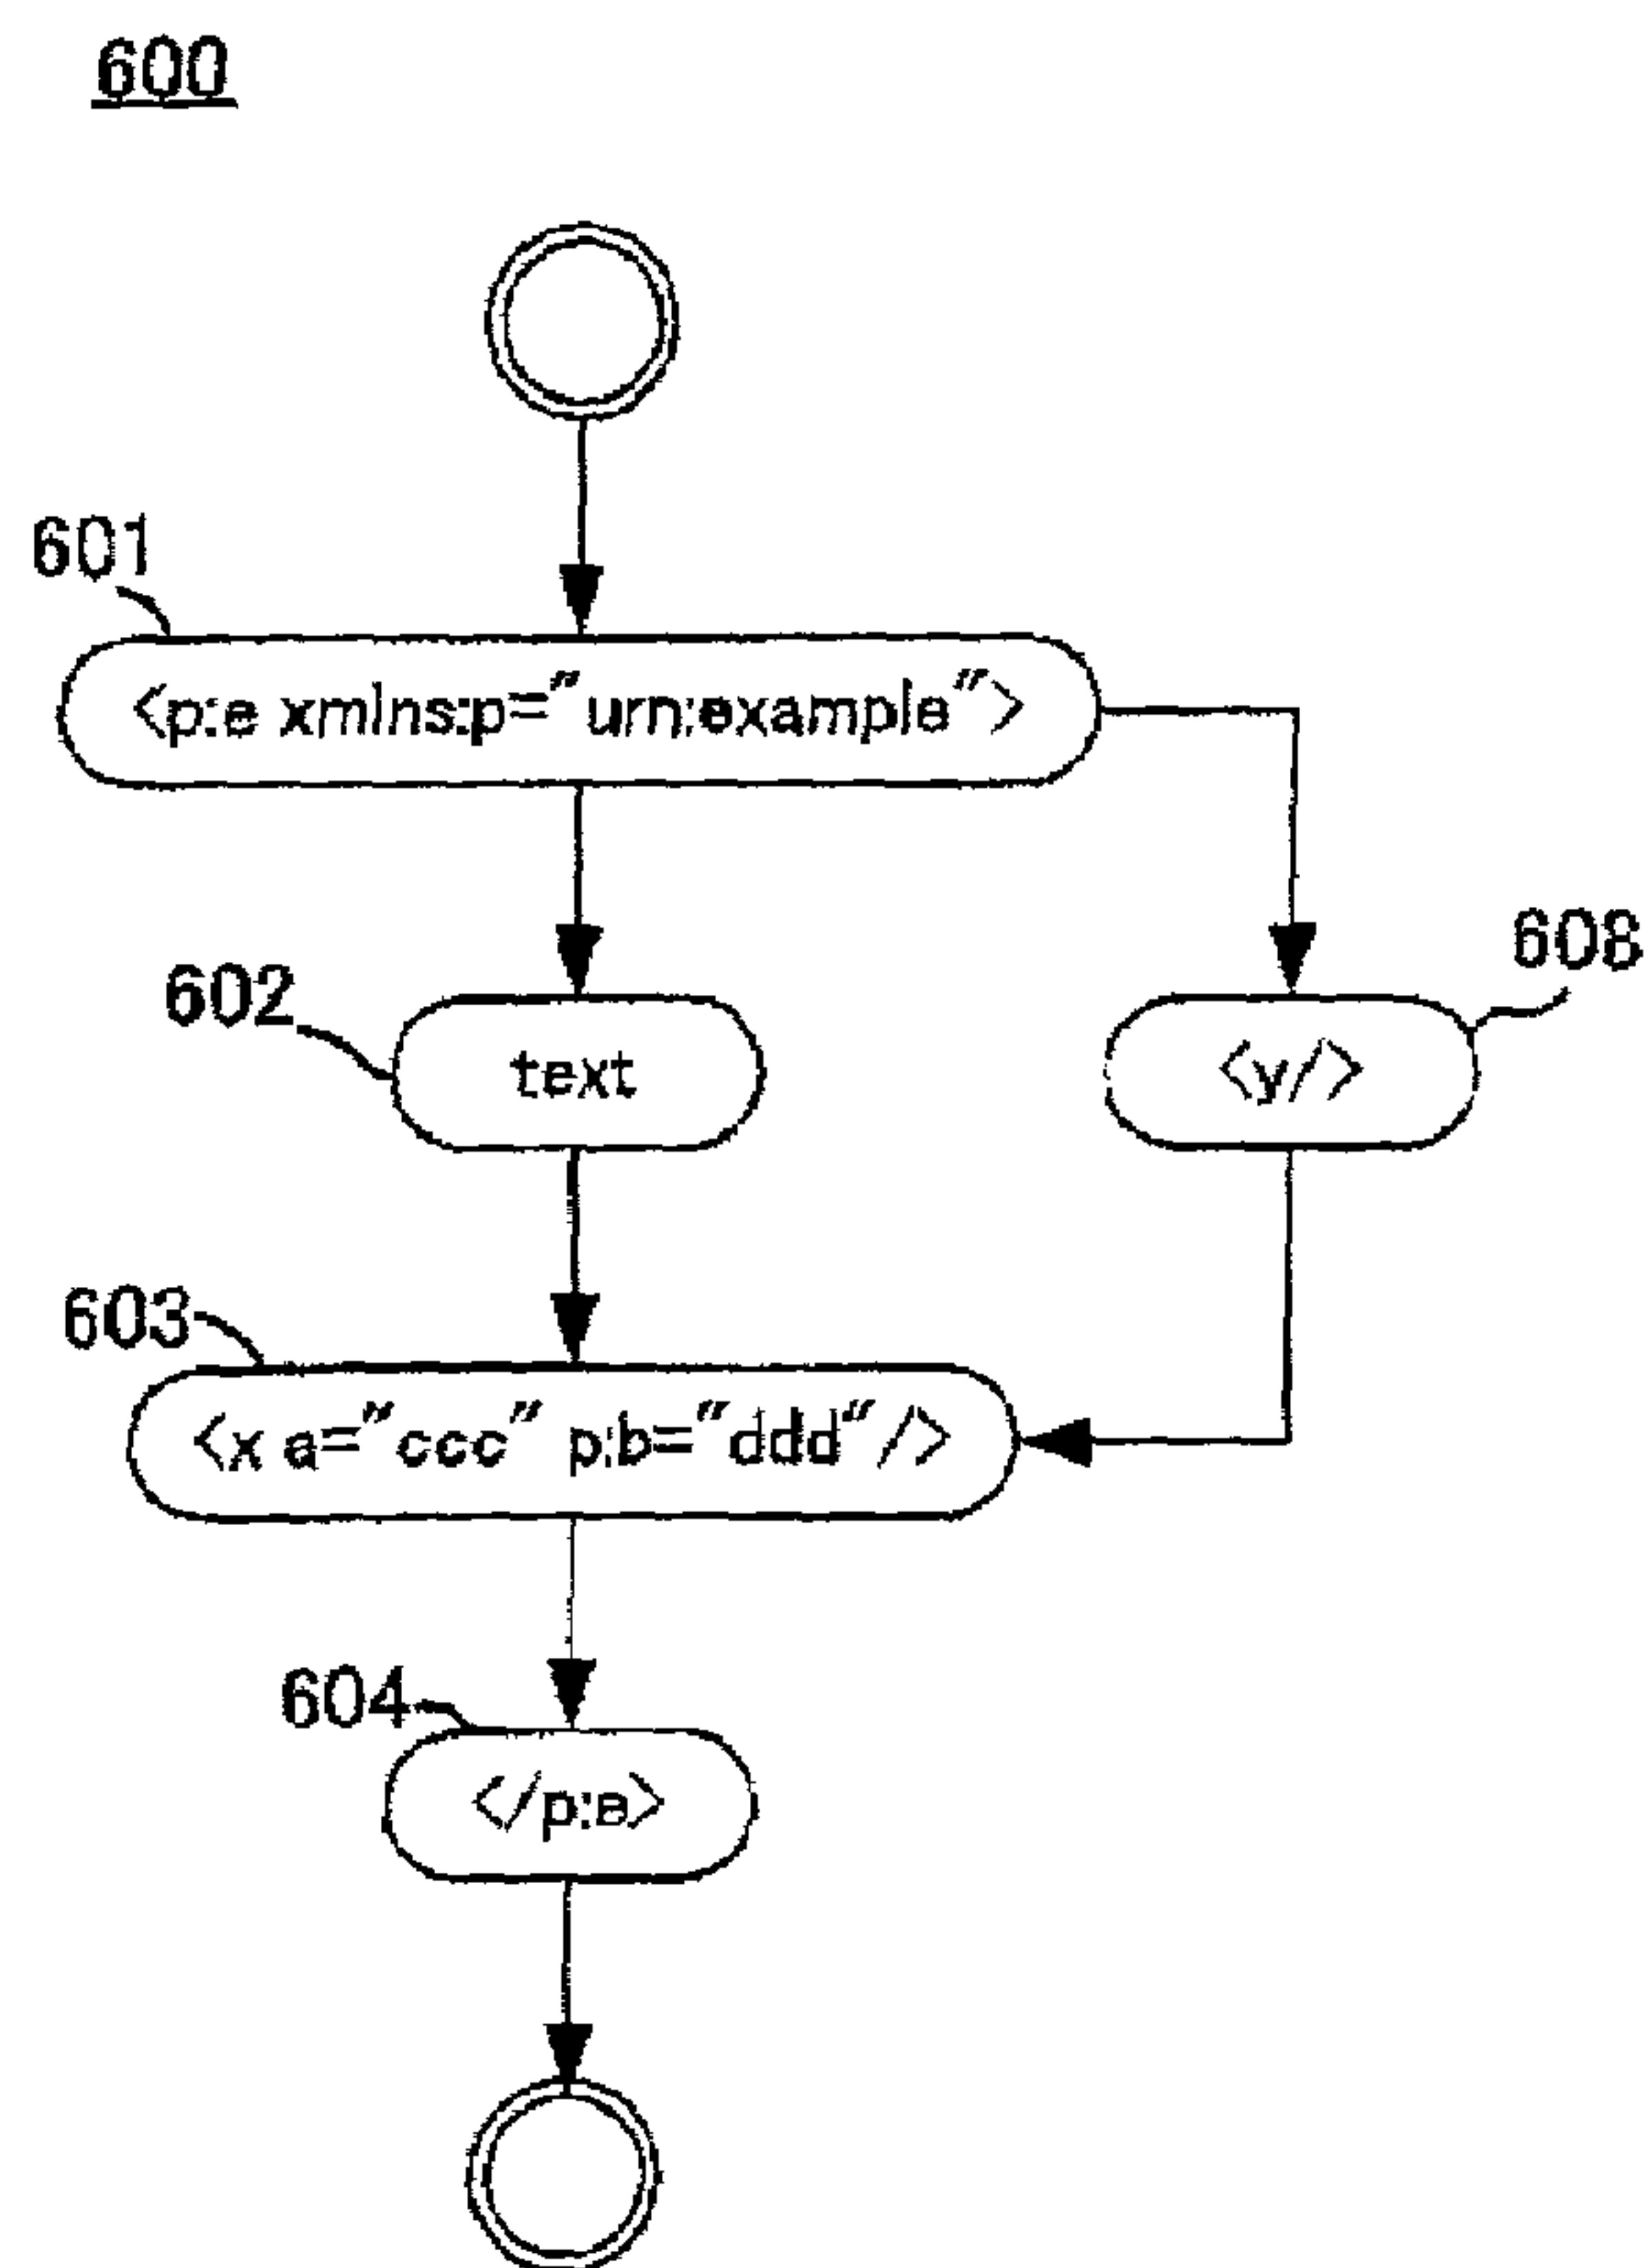 600
601
<p:e xmlns:p="urn:example">
602
text
608
<y/>
603
<x a="ccc" p:b="ddd"/>
604
</p:e>